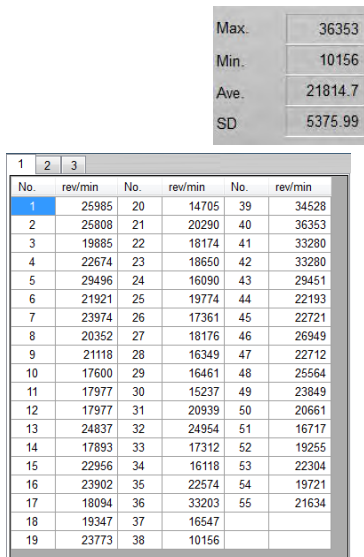 Max. 36353
Min. 10156
Ave. 21814.7
SD 5375.99
1 2 3
No. rev/min No. rev/min No. rev/min
1 25985 20 14705 39 34528
2 25808 21 20290 40 36353
3 19885 22 18174 41 33280
4 22674 23 18650 42 33280
5 29496 24 16090 43 29451
6 21921 25 19774 44 22193
7 23974 26 17361 45 22721
8 20352 27 18176 46 26949
9 21118 28 16349 47 22712
10 17600 29 16461 48 25564
11 17977 30 15237 49 23849
12 17977 31 20939 50 20661
13 24837 32 24954 51 16717
14 17893 33 17312 52 19255
15 22956 34 16118 53 22304
16 23902 35 22574 54 19721
17 18094 36 33203 55 21634
18 19347 37 16547
19 23773 38 10156